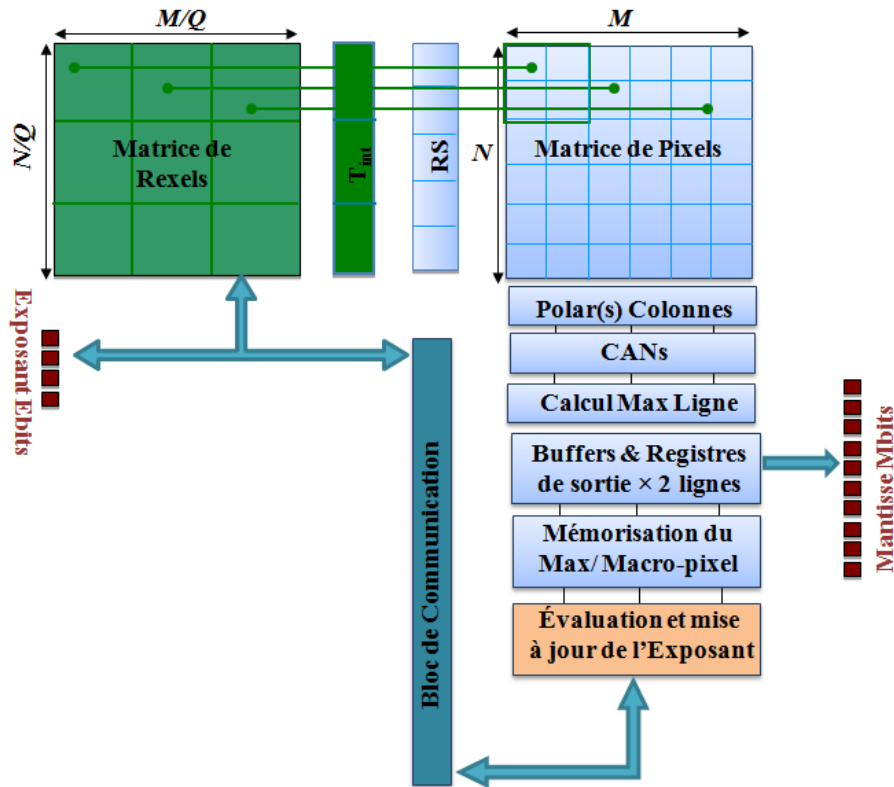 M/Q
M
N/Q
Matrice de
Rexels
T_int
RS
N
Matrice de Pixels
Polar(s) Colonnes
CANs
Calcul Max Ligne
Buffers & Registres
de sortie × 2 lignes
Mémorisation du
Max/ Macro-pixel
Évaluation et mise
à jour de l’Exposant
Exposant Ebits
Bloc de Communication
Mantisse Mbits